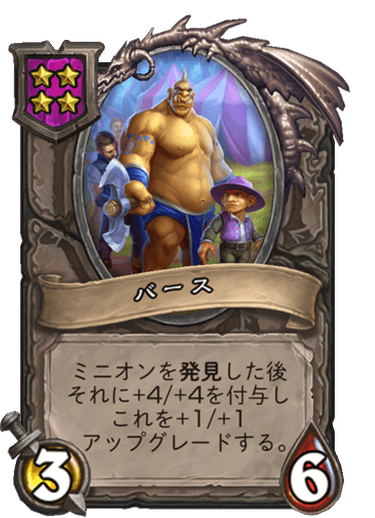 バース
ミニオンを発見した後
それに+4/+4を付与し
これを+1/+1
アップグレードする。
3
6